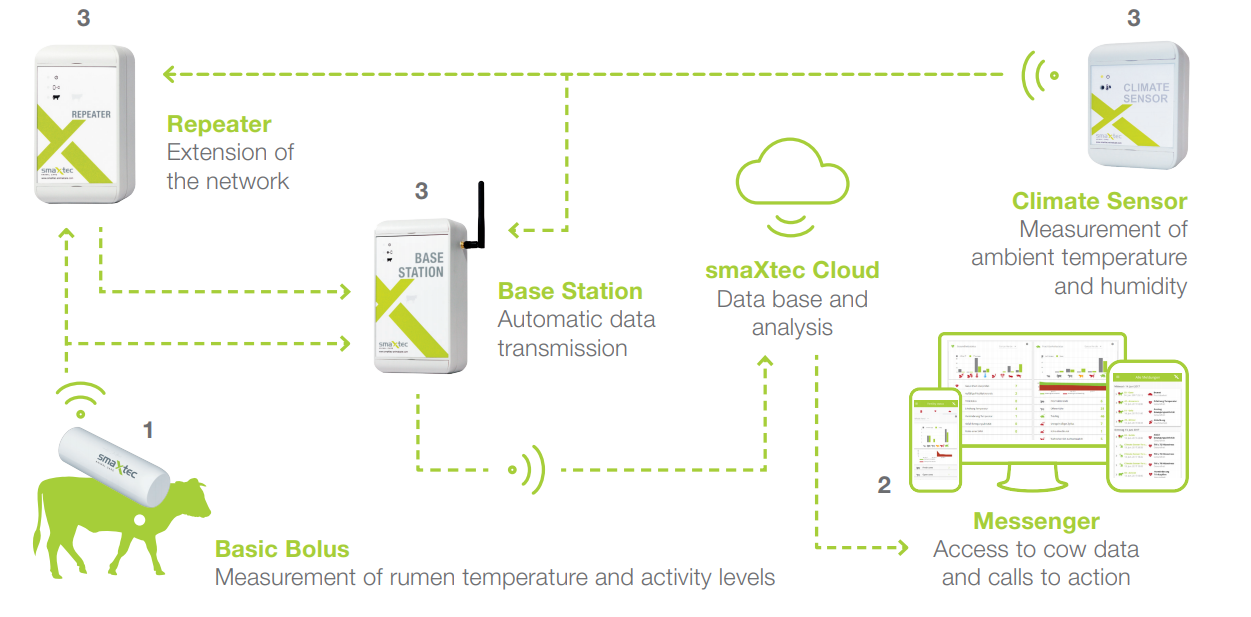 3
3
REPEATER
smaXtec
CLIMATE
SENSOR
smaXtec
Repeater
Extension of
the network
3
BASE
STATION
smaXtec
Climate Sensor
Measurement of
ambient temperature
and humidity
smaXtec Cloud
Data base and
analysis
Base Station
Automatic data
transmission
1
smaXtec
2
Messenger
Access to cow data
and calls to action
Basic Bolus
Measurement of rumen temperature and activity levels